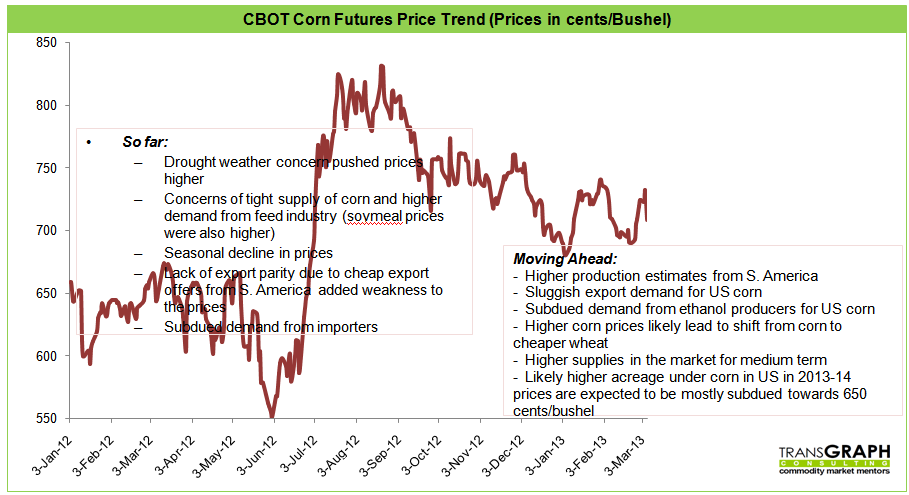 CBOT Corn Futures Price Trend (Prices in cents/Bushel)
850
800
750
700
650
600
550
• So far:
– Drought weather concern pushed prices
higher
– Concerns of tight supply of corn and higher
demand from feed industry (soymeal prices
were also higher)
– Seasonal decline in prices
– Lack of export parity due to cheap export
offers from S. America added weakness to
the prices
– Subdued demand from importers
Moving Ahead:
- Higher production estimates from S. America
- Sluggish export demand for US corn
- Subdued demand from ethanol producers for US corn
- Higher corn prices likely lead to shift from corn to
cheaper wheat
- Higher supplies in the market for medium term
- Likely higher acreage under corn in US in 2013-14
prices are expected to be mostly subdued towards 650
cents/bushel
3-Jan-12
3-Feb-12
3-Mar-12
3-Apr-12
3-May-12
3-Jun-12
3-Jul-12
3-Aug-12
3-Sep-12
3-Oct-12
3-Nov-12
3-Dec-12
3-Jan-13
3-Feb-13
3-Mar-13
TRANSGRAPH
CONSULTING
commodity market mentors